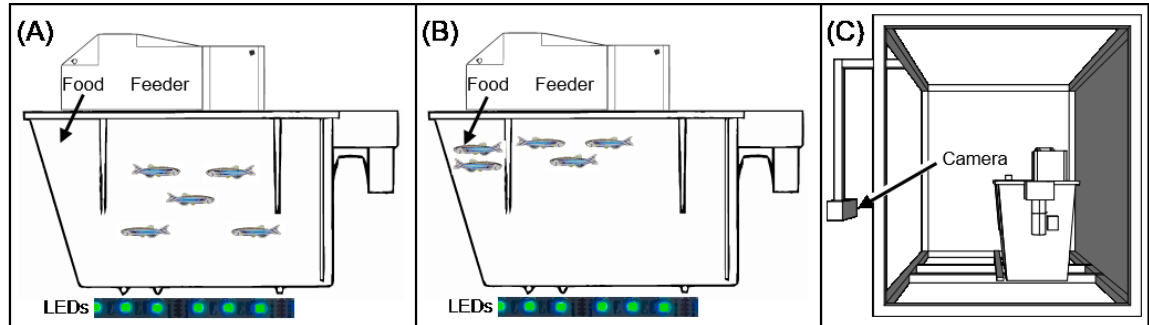 (A)
Food Feeder
LEDs
(B)
Food Feeder
LEDs
(C)
Camera